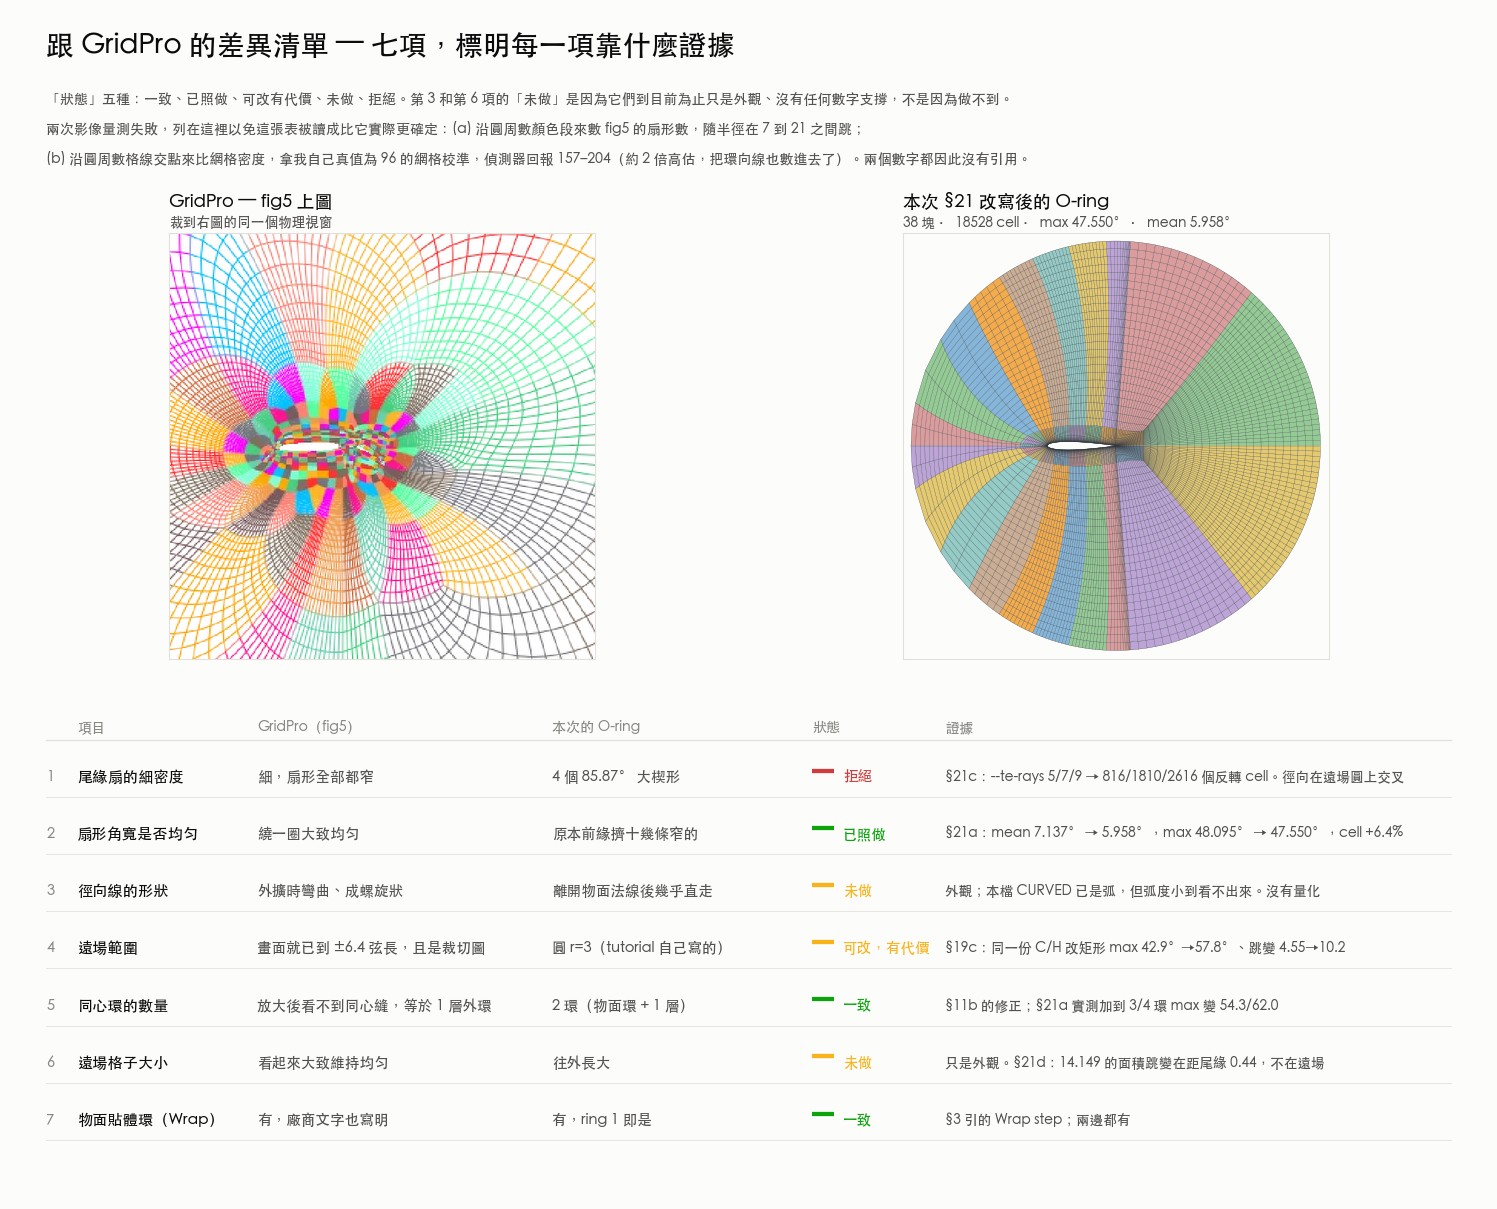 跟 GridPro 的差異清單 — 七項，標明每一項靠什麼證據
「狀態」五種：一致、已照做、可改有代價、未做、拒絕。第 3 和第 6 項的「未做」是因為它們到目前為止只是外觀、沒有任何數字支撐，不是因為做不到。
兩次影像量測失敗，列在這裡以免這張表被讀成比它實際更確定：(a) 沿圓周數顏色段來數 fig5 的扇形數，隨半徑在 7 到 21 之間跳；
(b) 沿圓周數格線交點來比網格密度，拿我自己真值為 96 的網格校準，偵測器回報 157–204（約 2 倍高估，把環向線也數進去了）。兩個數字都因此沒有引用。
GridPro — fig5 上圖
裁到右圖的同一個物理視窗
本次 §21 改寫後的 O-ring
38 塊 · 18528 cell · max 47.550° · mean 5.958°
項目 GridPro（fig5） 本次的 O-ring 狀態 證據
1 尾緣扇的細密度 細，扇形全部都窄 4 個 85.87° 大楔形 拒絕 §21c：--te-rays 5/7/9 → 816/1810/2616 個反轉 cell。徑向在遠場圓上交叉
2 扇形角寬是否均勻 繞一圈大致均勻 原本前緣擠十幾條窄的 已照做 §21a：mean 7.137° → 5.958°，max 48.095° → 47.550°，cell +6.4%
3 徑向線的形狀 外擴時彎曲、成螺旋狀 離開物面法線後幾乎直走 未做 外觀；本檔 CURVED 已是弧，但弧度小到看不出來。沒有量化
4 遠場範圍 畫面就已到 ±6.4 弦長，且是裁切圖 圓 r=3（tutorial 自己寫的） 可改，有代價 §19c：同一份 C/H 改矩形 max 42.9°→57.8°、跳變 4.55→10.2
5 同心環的數量 放大後看不到同心縫，等於 1 層外環 2 環（物面環 + 1 層） 一致 §11b 的修正；§21a 實測加到 3/4 環 max 變 54.3/62.0
6 遠場格子大小 看起來大致維持均勻 往外長大 未做 只是外觀。§21d：14.149 的面積跳變在距尾緣 0.44，不在遠場
7 物面貼體環（Wrap） 有，廠商文字也寫明 有，ring 1 即是 一致 §3 引的 Wrap step；兩邊都有